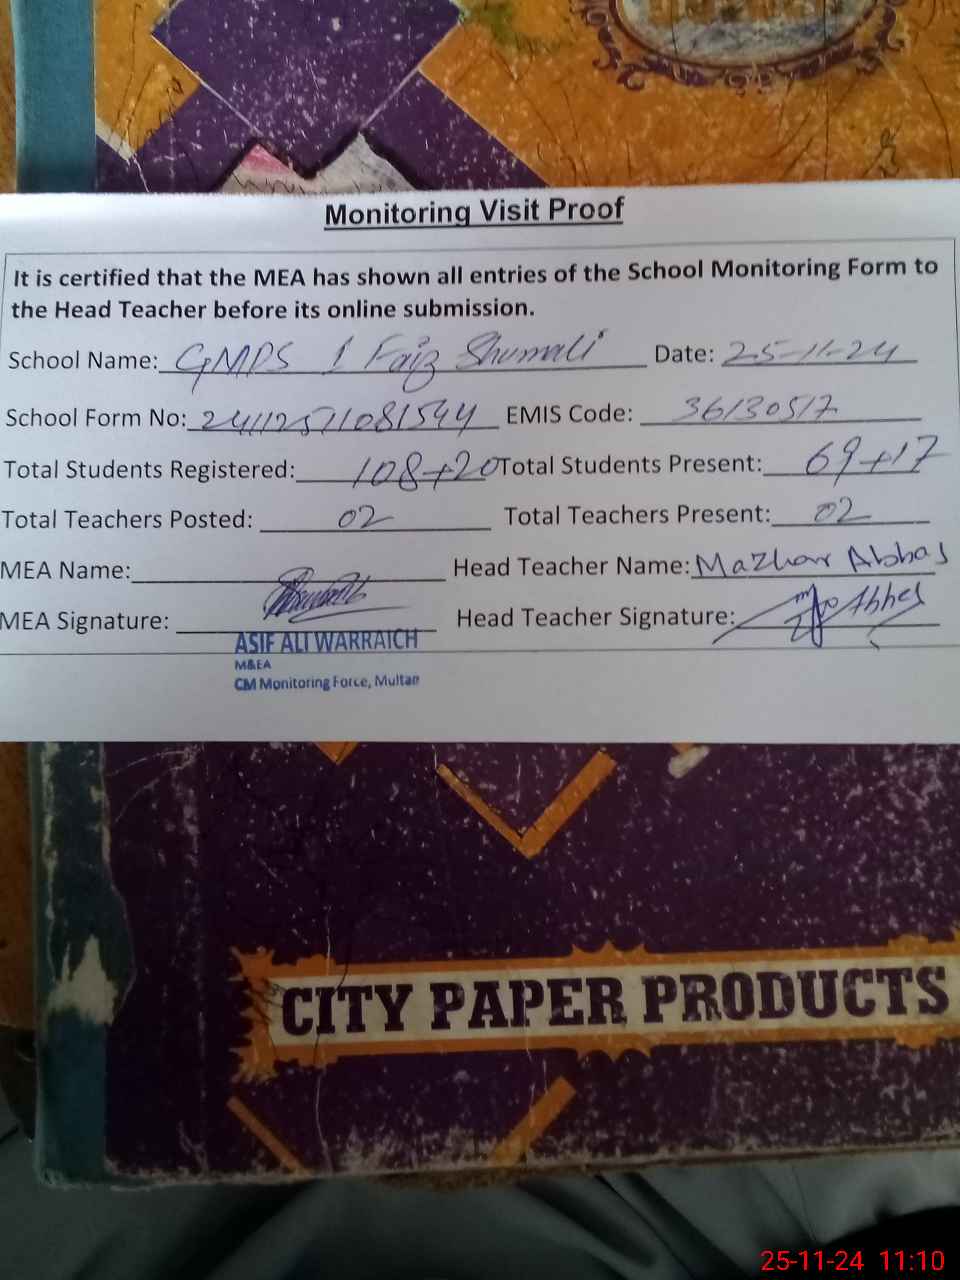 Monitoring Visit Proof
It is certified that the MEA has shown all entries of the School Monitoring Form to
the Head Teacher before its online submission.
School Name: GMPS 1 Faiz Shumali Date: 25-11-24
School Form No: 24112571081544 EMIS Code: 36130517
Total Students Registered: 108+20 Total Students Present: 69+17
Total Teachers Posted: 02 Total Teachers Present: 02
MEA Name: Head Teacher Name: Mazhar Abbas
MEA Signature: Head Teacher Signature:
ASIF ALI WARRAICH
M&EA
CM Monitoring Force, Multan
CITY PAPER PRODUCTS
25-11-24 11:10